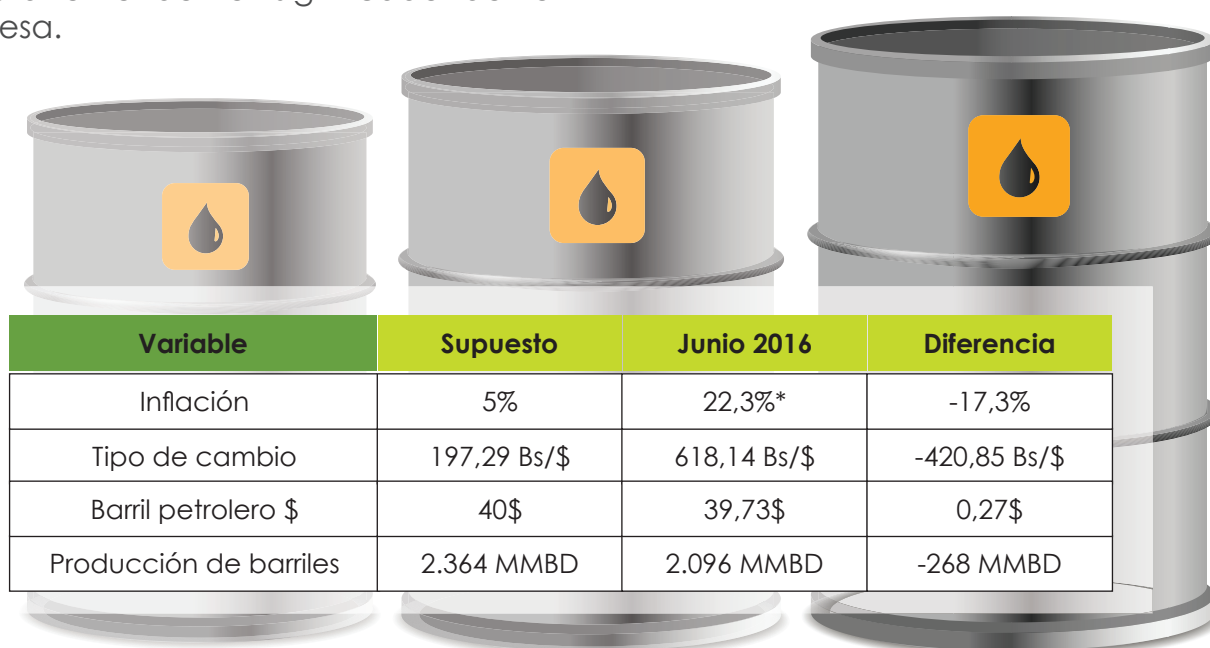 esa.
Variable Supuesto Junio 2016 Diferencia
Inflación 5% 22,3%* -17,3%
Tipo de cambio 197,29 Bs/$ 618,14 Bs/$ -420,85 Bs/$
Barril petrolero $ 40$ 39,73$ 0,27$
Producción de barriles 2.364 MMBD 2.096 MMBD -268 MMBD